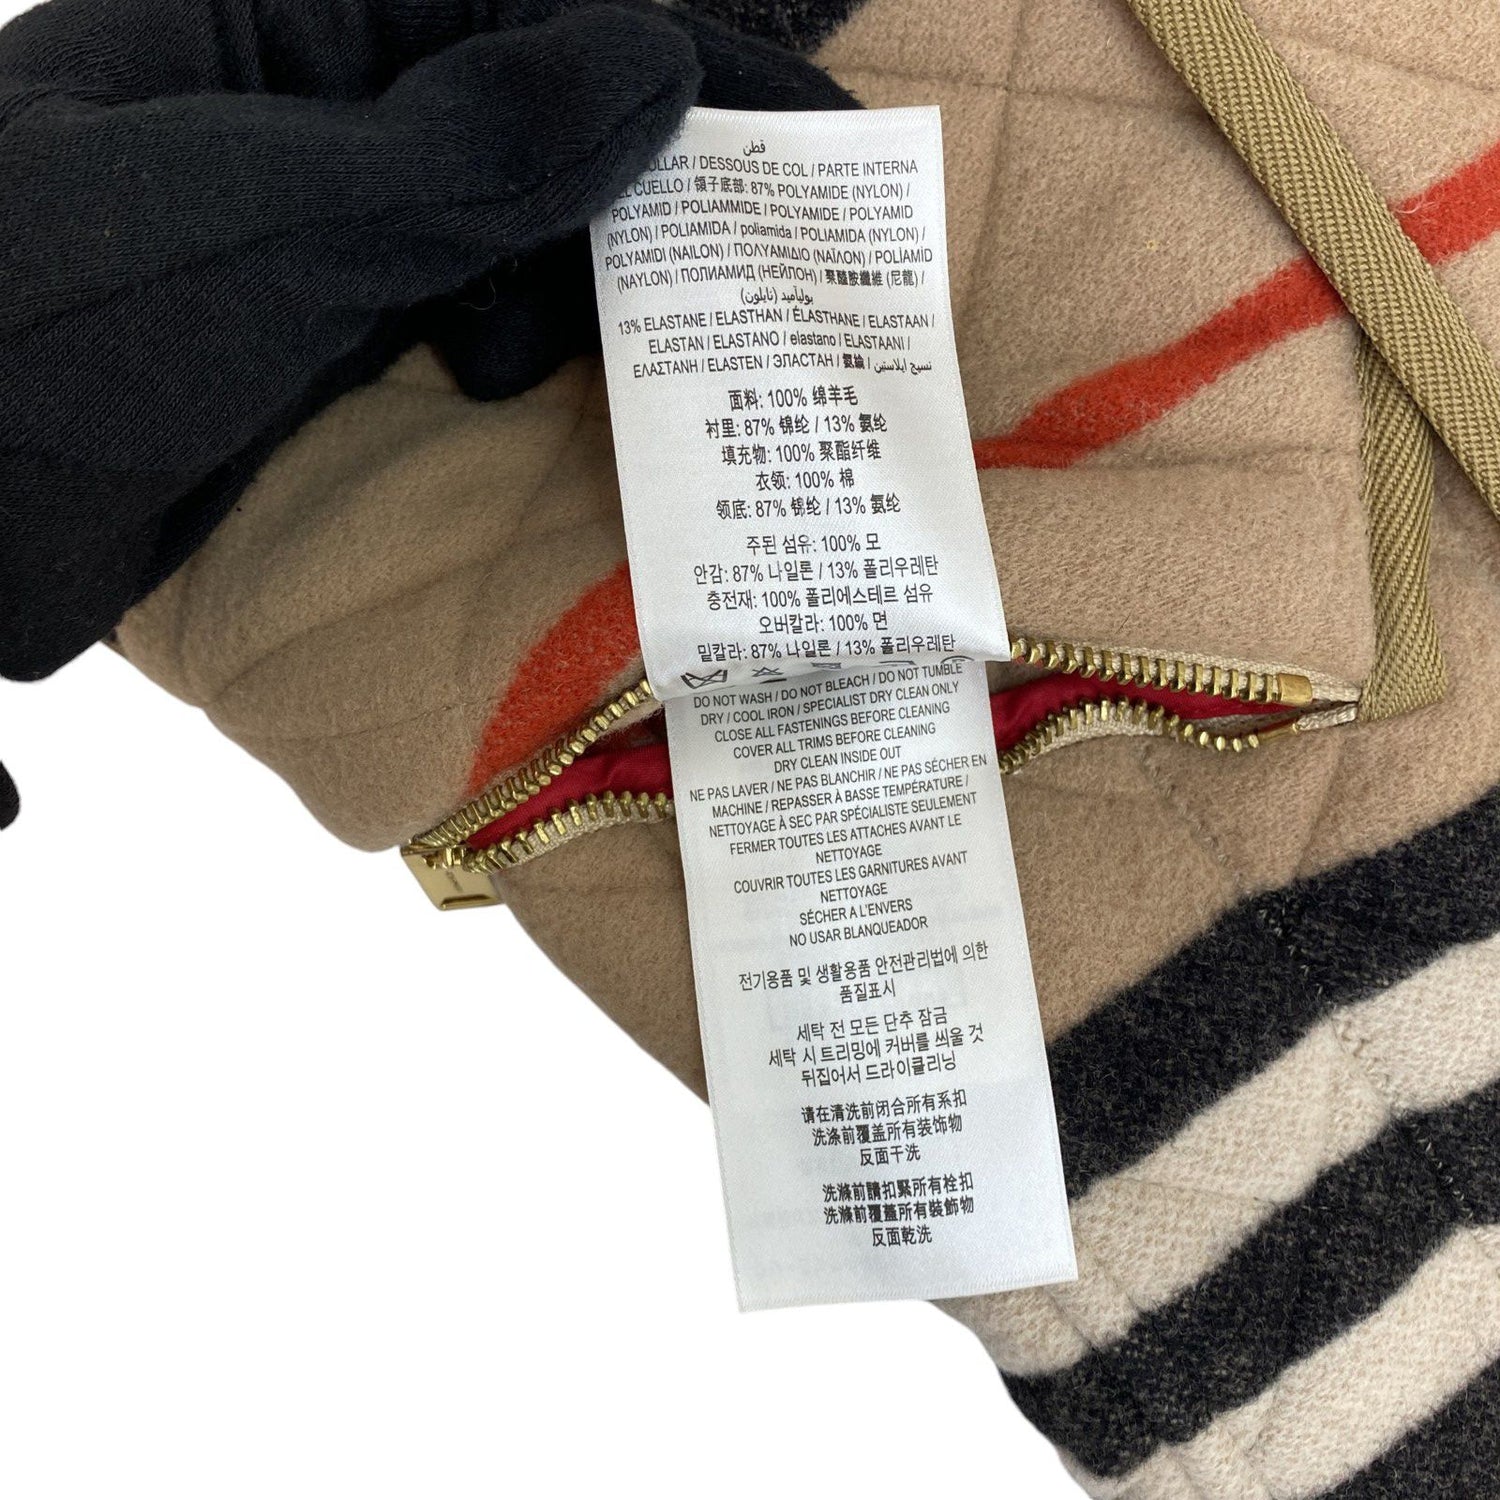 قطن
DESSOUS DE COL / PARTE INTERNA
CUELLO / 領子底部: 87% POLYAMIDE (NYLON) /
POLYAMID / POLIAMMIDE / POLYAMIDE / POLYAMID
(NYLON) / POLIAMIDA / poliamida / POLIAMIDA (NYLON) /
POLYAMIDI (NAILON) / ΠΟΛΥΑΜΙΔΙΟ (ΝΑΪΛΟΝ) / POLİAMİD
(NAYLON) / ПОЛИАМИД (НЕЙЛОН) / 聚醯胺纖維 (尼龍) /
بولياميد (نايلون)
13% ELASTANE / ELASTHAN / ÉLASTHANE / ELASTAAN /
ELASTAN / ELASTANO / elastano / ELASTAANI /
ΕΛΑΣΤΑΝΗ / ELASTEN / ЭЛАСТАН / 氨綸 / نسيج ايلاستين
面料: 100% 绵羊毛
衬里: 87% 锦纶 / 13% 氨纶
填充物: 100% 聚酯纤维
衣领: 100% 棉
领底: 87% 锦纶 / 13% 氨纶
주된 섬유: 100% 모
안감: 87% 나일론 / 13% 폴리우레탄
충전재: 100% 폴리에스테르 섬유
오버칼라: 100% 면
밑칼라: 87% 나일론 / 13% 폴리우레탄
DO NOT WASH / DO NOT BLEACH / DO NOT TUMBLE
DRY / COOL IRON / SPECIALIST DRY CLEAN ONLY
CLOSE ALL FASTENINGS BEFORE CLEANING
COVER ALL TRIMS BEFORE CLEANING
DRY CLEAN INSIDE OUT
NE PAS LAVER / NE PAS BLANCHIR / NE PAS SÉCHER EN
MACHINE / REPASSER À BASSE TEMPÉRATURE /
NETTOYAGE À SEC PAR SPÉCIALISTE SEULEMENT
FERMER TOUTES LES ATTACHES AVANT LE
NETTOYAGE
COUVRIR TOUTES LES GARNITURES AVANT
NETTOYAGE
SÉCHER A L'ENVERS
NO USAR BLANQUEADOR
전기용품 및 생활용품 안전관리법에 의한
품질표시
세탁 전 모든 단추 잠금
세탁 시 트리밍에 커버를 씌울 것
뒤집어서 드라이클리닝
请在清洗前闭合所有系扣
洗涤前覆盖所有装饰物
反面干洗
洗滌前請扣緊所有栓扣
洗滌前覆蓋所有裝飾物
反面乾洗